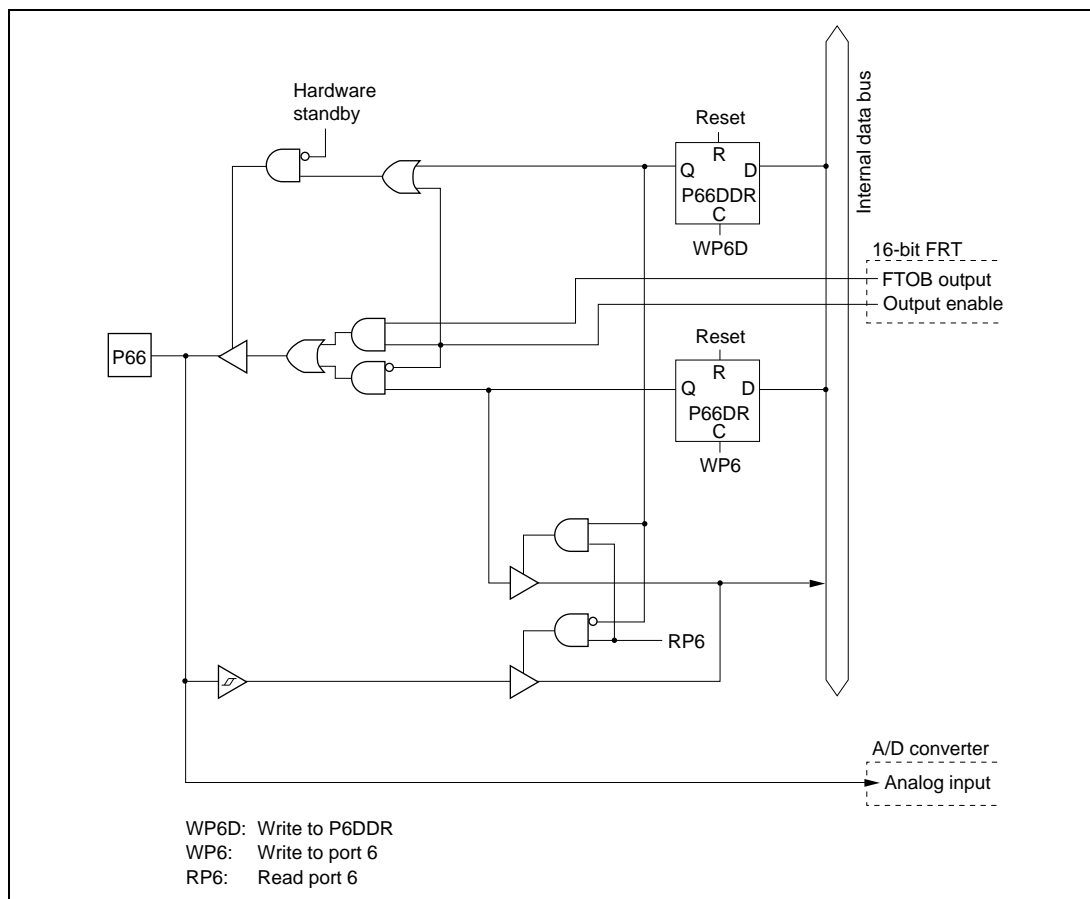 Hardware
standby
Reset
R
Q
D
P66DDR
C
WP6D
Internal data bus
16-bit FRT
FTOB output
Output enable
P66
Reset
R
Q
D
P66DR
C
WP6
RP6
A/D converter
Analog input
WP6D: Write to P6DDR
WP6: Write to port 6
RP6: Read port 6